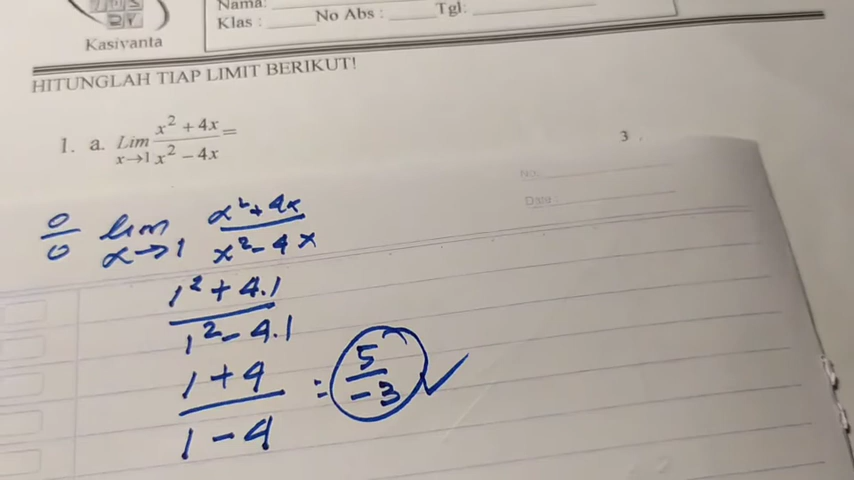 Nama:
Kasivanta
Klas : No Abs : Tgl:
HITUNGLAH TIAP LIMIT BERIKUT!
1. a. Lim x→1 x² + 4x / x² - 4x =
3 .
No.
Date
0/0 lim x→1 x²+4x / x²-4x
1² + 4.1 / 1² - 4.1
1 + 4 / 1 - 4 = 5 / -3 ✓